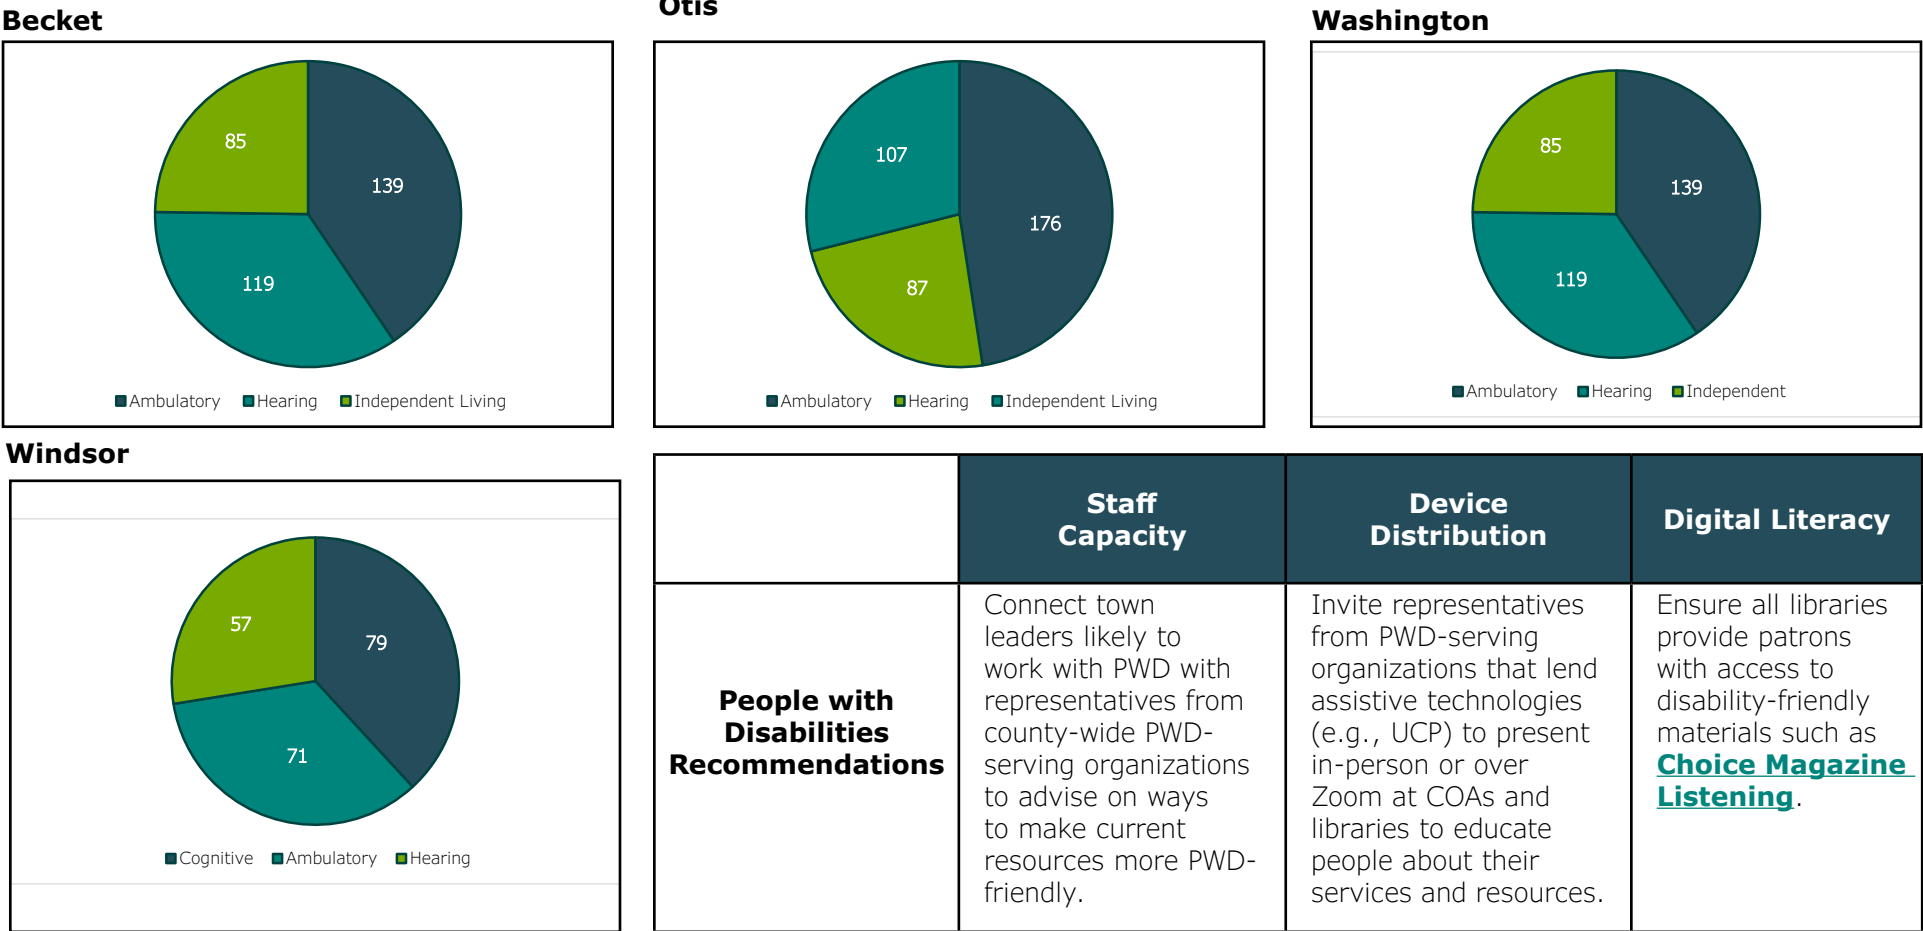 Becket
85
139
119
Ambulatory Hearing Independent Living
Otis
107
176
87
Ambulatory Hearing Independent Living
Washington
85
139
119
Ambulatory Hearing Independent
Windsor
57
79
71
Cognitive Ambulatory Hearing
Staff
Capacity
Device
Distribution
Digital Literacy
People with
Disabilities
Recommendations
Connect town
leaders likely to
work with PWD with
representatives from
county-wide PWD-
serving organizations
to advise on ways
to make current
resources more PWD-
friendly.
Invite representatives
from PWD-serving
organizations that lend
assistive technologies
(e.g., UCP) to present
in-person or over
Zoom at COAs and
libraries to educate
people about their
services and resources.
Ensure all libraries
provide patrons
with access to
disability-friendly
materials such as
Choice Magazine
Listening.